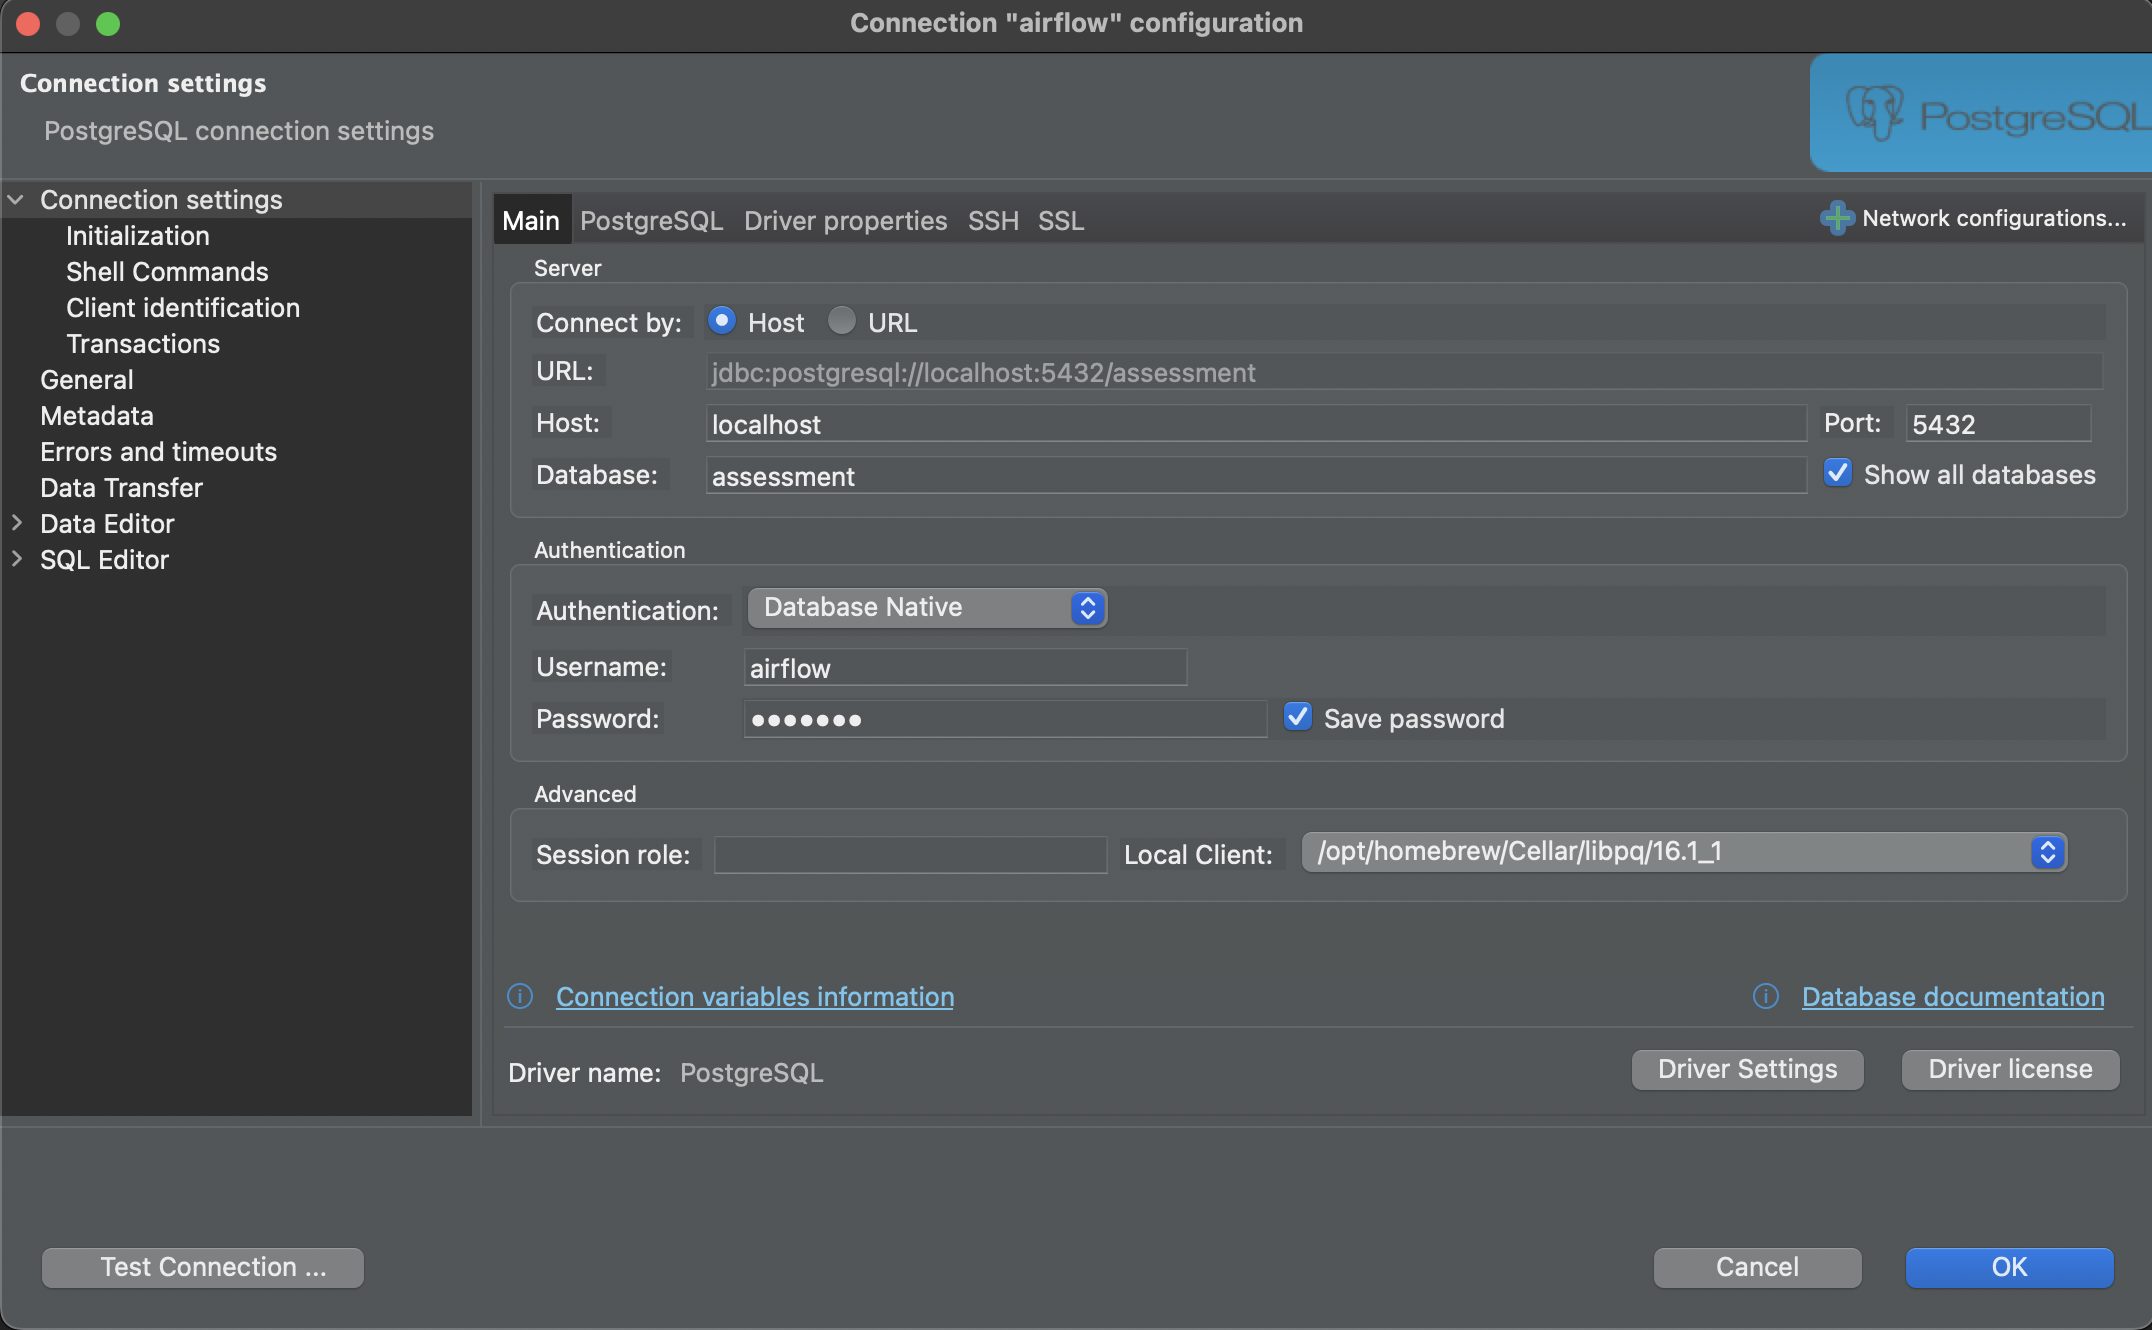 Connection "airflow" configuration
Connection settings
PostgreSQL connection settings
PostgreSQL
Connection settings
Initialization
Shell Commands
Client identification
Transactions
General
Metadata
Errors and timeouts
Data Transfer
Data Editor
SQL Editor
Main PostgreSQL Driver properties SSH SSL Network configurations...
Server
Connect by: Host URL
URL: jdbc:postgresql://localhost:5432/assessment
Host: localhost Port: 5432
Database: assessment Show all databases
Authentication
Authentication: Database Native
Username: airflow
Password: ••••••• Save password
Advanced
Session role: Local Client: /opt/homebrew/Cellar/libpq/16.1_1
Connection variables information Database documentation
Driver name: PostgreSQL Driver Settings Driver license
Test Connection ... Cancel OK